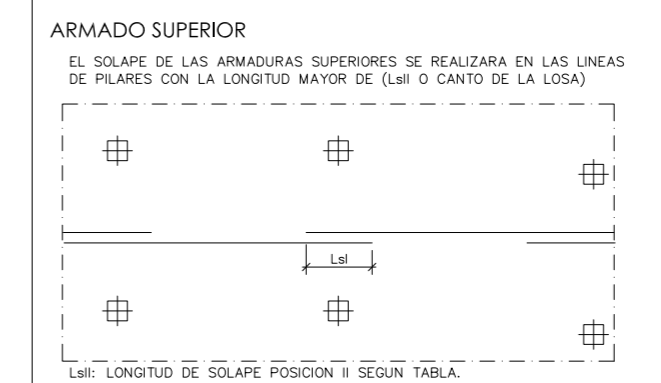 ARMADO SUPERIOR
EL SOLAPE DE LAS ARMADURAS SUPERIORES SE REALIZARA EN LAS LINEAS
DE PILARES CON LA LONGITUD MAYOR DE (LsII O CANTO DE LA LOSA)
LsI
LsII: LONGITUD DE SOLAPE POSICION II SEGUN TABLA.